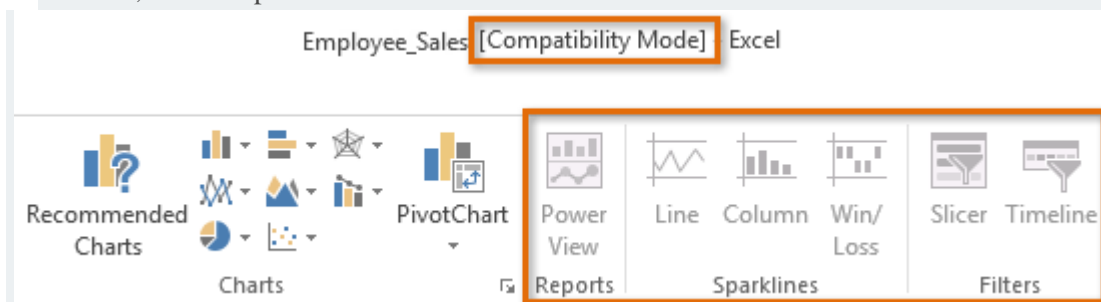 Employee_Sales [Compatibility Mode] - Excel
Recommended Charts
PivotChart
Power View
Line
Column
Win/ Loss
Slicer
Timeline
Charts
Reports
Sparklines
Filters